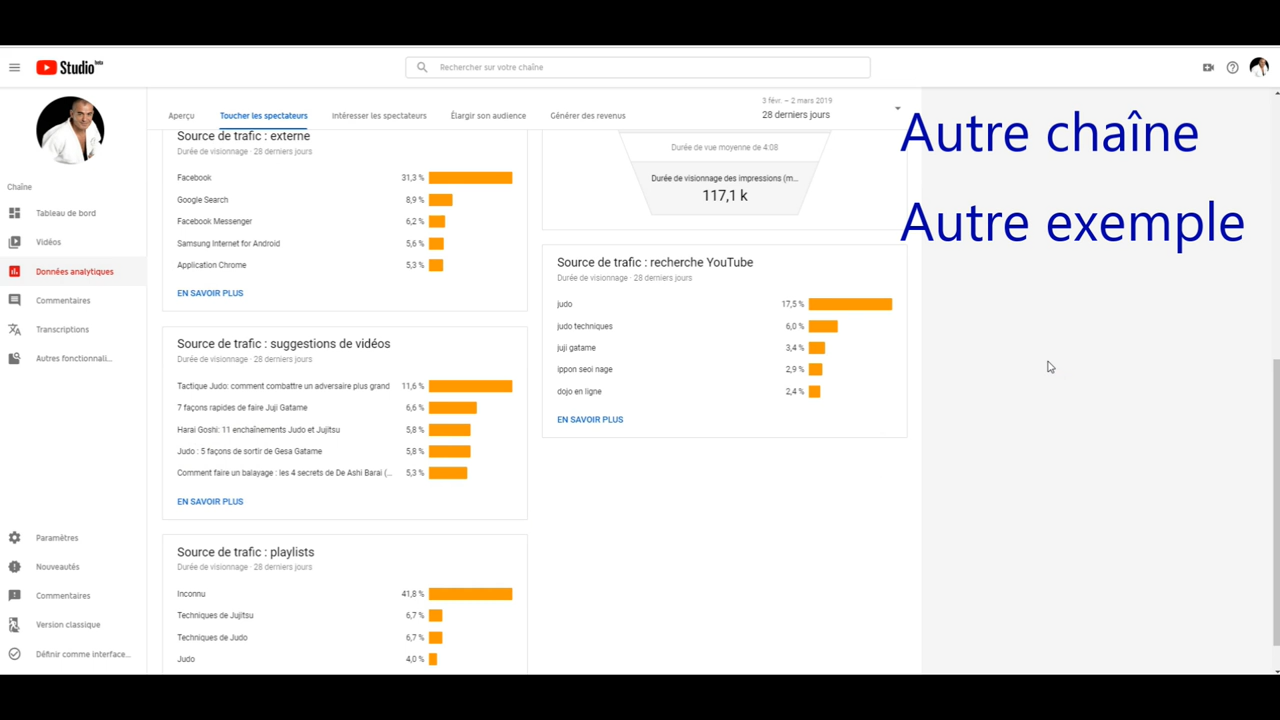 Studio beta
Rechercher sur votre chaîne
Aperçu
Toucher les spectateurs
Intéresser les spectateurs
Élargir son audience
Générer des revenus
3 févr. – 2 mars 2019
28 derniers jours
Autre chaîne
Autre exemple
Chaîne
Tableau de bord
Vidéos
Données analytiques
Commentaires
Transcriptions
Autres fonctionnali...
Paramètres
Nouveautés
Commentaires
Version classique
Définir comme interface...
Source de trafic : externe
Durée de visionnage · 28 derniers jours
Facebook 31,3 %
Google Search 8,9 %
Facebook Messenger 6,2 %
Samsung Internet for Android 5,6 %
Application Chrome 5,3 %
EN SAVOIR PLUS
Source de trafic : suggestions de vidéos
Durée de visionnage · 28 derniers jours
Tactique Judo: comment combattre un adversaire plus grand 11,6 %
7 façons rapides de faire Juji Gatame 6,6 %
Harai Goshi: 11 enchaînements Judo et Jujitsu 5,8 %
Judo : 5 façons de sortir de Gesa Gatame 5,8 %
Comment faire un balayage : les 4 secrets de De Ashi Barai (... 5,3 %
EN SAVOIR PLUS
Source de trafic : playlists
Durée de visionnage · 28 derniers jours
Inconnu 41,8 %
Techniques de Jujitsu 6,7 %
Techniques de Judo 6,7 %
Judo 4,0 %
Durée de vue moyenne de 4:08
Durée de visionnage des impressions (m...
117,1 k
Source de trafic : recherche YouTube
Durée de visionnage · 28 derniers jours
judo 17,5 %
judo techniques 6,0 %
juji gatame 3,4 %
ippon seoi nage 2,9 %
dojo en ligne 2,4 %
EN SAVOIR PLUS